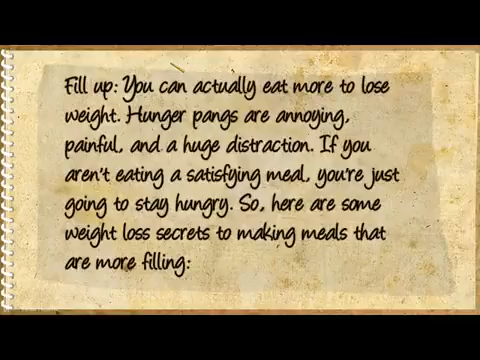 Fill up: You can actually eat more to lose
weight. Hunger pangs are annoying,
painful, and a huge distraction. If you
aren't eating a satisfying meal, you're just
going to stay hungry. So, here are some
weight loss secrets to making meals that
are more filling: